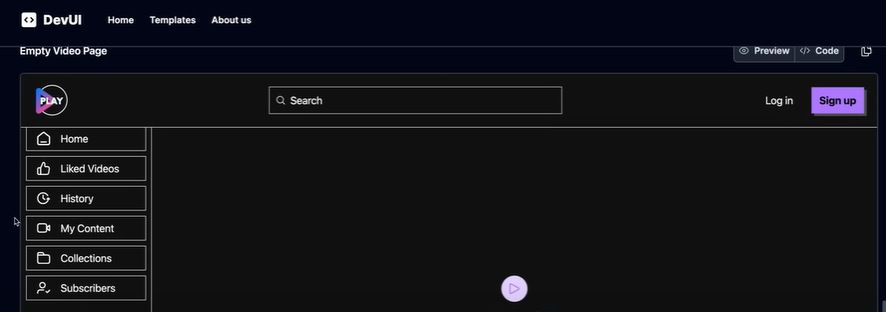 DevUI Home Templates About us
Empty Video Page Preview Code
PLAY Search Log in Sign up
Home
Liked Videos
History
My Content
Collections
Subscribers